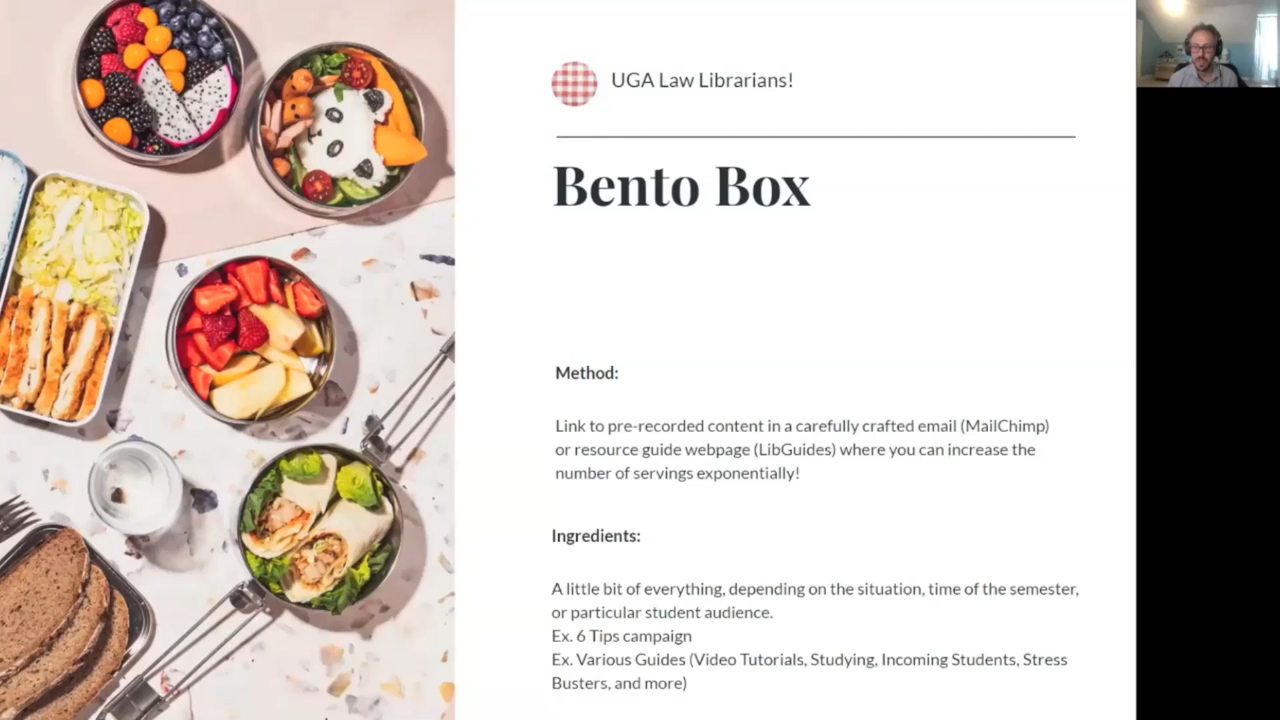 UGA Law Librarians!
Bento Box
Method:
Link to pre-recorded content in a carefully crafted email (MailChimp)
or resource guide webpage (LibGuides) where you can increase the
number of servings exponentially!
Ingredients:
A little bit of everything, depending on the situation, time of the semester,
or particular student audience.
Ex. 6 Tips campaign
Ex. Various Guides (Video Tutorials, Studying, Incoming Students, Stress
Busters, and more)